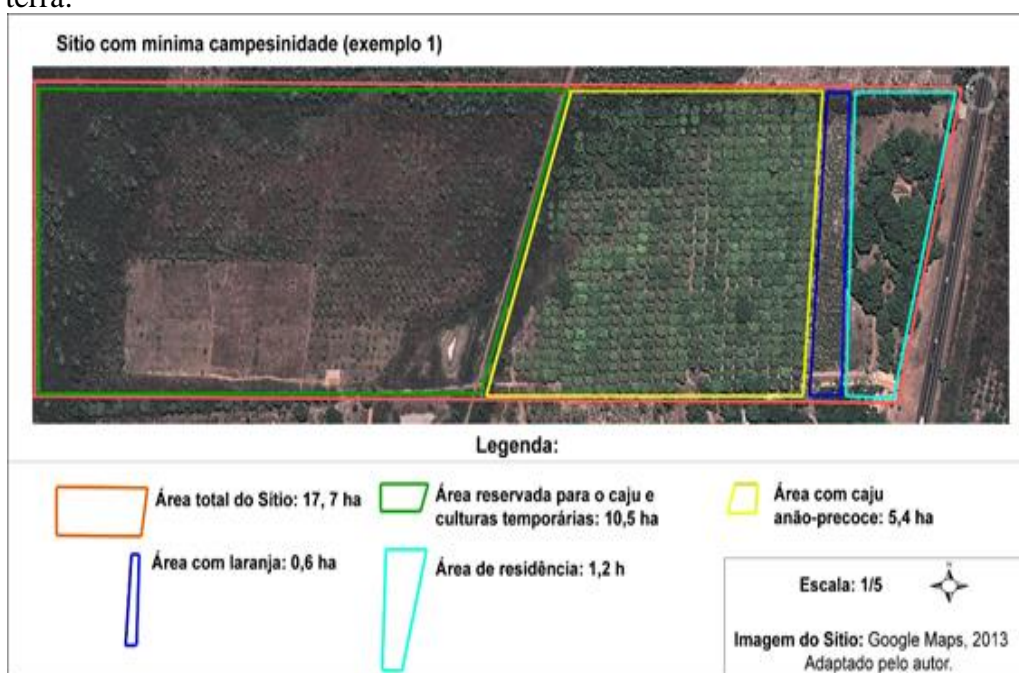 terra.
Sítio com mínima campesinidade (exemplo 1)
Legenda:
Área total do Sítio: 17, 7 ha
Área reservada para o caju e
culturas temporárias: 10,5 ha
Área com caju
anão-precoce: 5,4 ha
Área com laranja: 0,6 ha
Área de residência: 1,2 h
Escala: 1/5
N
Imagem do Sítio: Google Maps, 2013
Adaptado pelo autor.